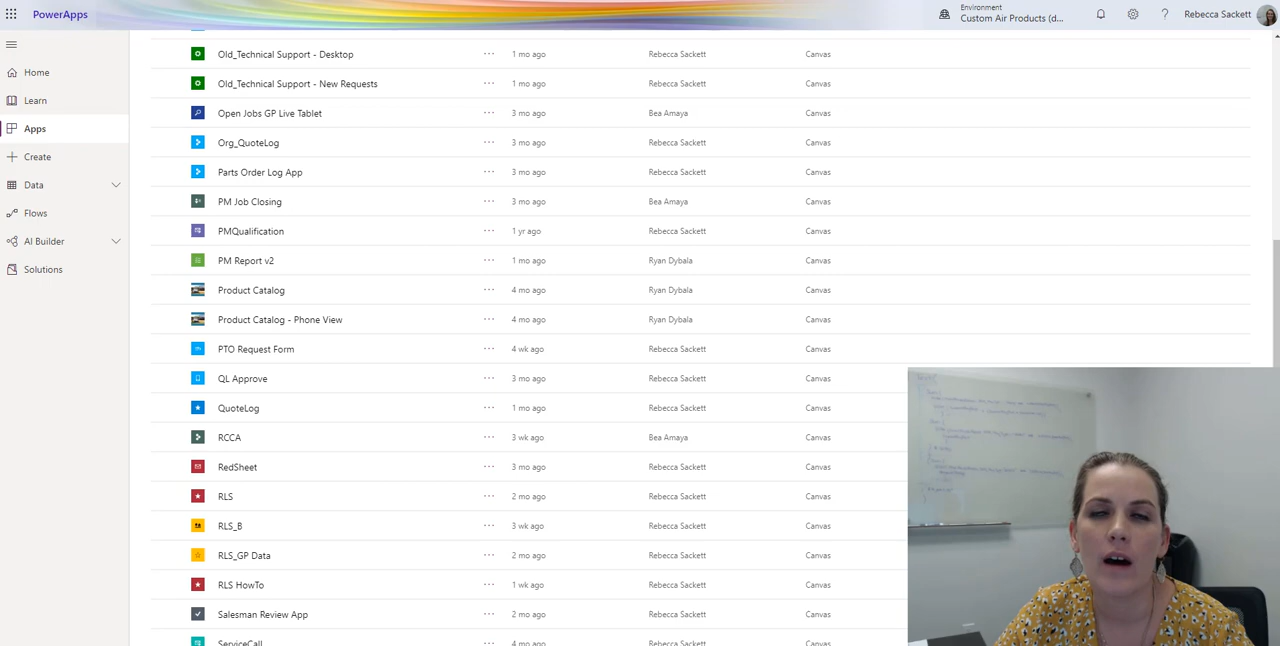 PowerApps
Environment
Custom Air Products (d...
Rebecca Sackett
Home
Learn
Apps
Create
Data
Flows
AI Builder
Solutions
Old_Technical Support - Desktop ... 1 mo ago Rebecca Sackett Canvas
Old_Technical Support - New Requests ... 1 mo ago Rebecca Sackett Canvas
Open Jobs GP Live Tablet ... 3 mo ago Bea Amaya Canvas
Org_QuoteLog ... 3 mo ago Rebecca Sackett Canvas
Parts Order Log App ... 3 mo ago Rebecca Sackett Canvas
PM Job Closing ... 3 mo ago Bea Amaya Canvas
PMQualification ... 1 yr ago Rebecca Sackett Canvas
PM Report v2 ... 1 mo ago Ryan Dybala Canvas
Product Catalog ... 4 mo ago Ryan Dybala Canvas
Product Catalog - Phone View ... 4 mo ago Ryan Dybala Canvas
PTO Request Form ... 4 wk ago Rebecca Sackett Canvas
QL Approve ... 3 mo ago Rebecca Sackett Canvas
QuoteLog ... 1 mo ago Rebecca Sackett Canvas
RCCA ... 3 wk ago Bea Amaya Canvas
RedSheet ... 3 mo ago Rebecca Sackett Canvas
RLS ... 2 mo ago Rebecca Sackett Canvas
RLS_B ... 3 wk ago Rebecca Sackett Canvas
RLS_GP Data ... 2 mo ago Rebecca Sackett Canvas
RLS HowTo ... 1 wk ago Rebecca Sackett Canvas
Salesman Review App ... 2 mo ago Rebecca Sackett Canvas
ServiceCall ... 4 mo ago Rebecca Sackett Canvas